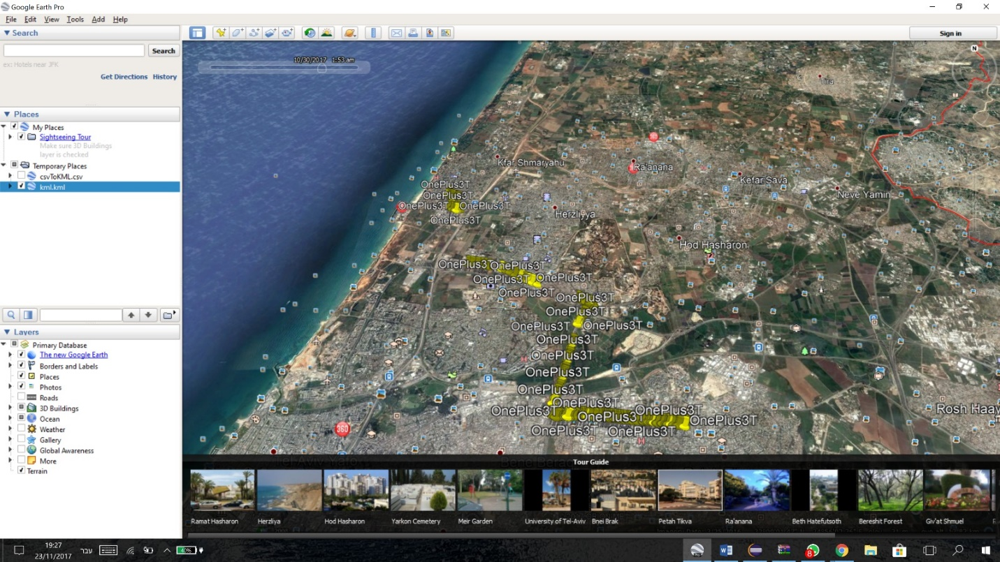 Google Earth Pro
File Edit View Tools Add Help
Search
Search
ex: Hotels near JFK
Get Directions History
Places
My Places
Sightseeing Tour
Make sure 3D Buildings
layer is checked
Temporary Places
csvToKML.csv
kml.kml
Layers
Primary Database
The new Google Earth
Borders and Labels
Places
Photos
Roads
3D Buildings
Ocean
Weather
Gallery
Global Awareness
More
Terrain
Sign in
10/30/2017 1:53 am
N
Tira
Kfar Shmaryahu
Ra'anana
Kefar Sava
Neve Yamin
OnePlus3T
OnePlus3T
OnePlus3T OnePlus3T
OnePlus3T
Herzliyya
Hod Hasharon
OnePlus3T OnePlus3T
OnePlus3T OnePlus3T
OnePlus3T
OnePlus3T
OnePlus3T
OnePlus3T OnePlus3T
OnePlus3T
OnePlus3T
OnePlus3T
OnePlus3T
OnePlus3T
OnePlus3T OnePlus3T OnePlus3T OnePlus3T
OnePlus3T OnePlus3T
Rosh Haay
360
Tel Aviv-Yafo
Bene Beraq
Tour Guide
Ramat Hasharon
Herzliya
Hod Hasharon
Yarkon Cemetery
Meir Garden
University of Tel-Aviv
Bnei Brak
Petah Tikva
Ra'anana
Beth Hatefutsoth
Bereshit Forest
Giv'at Shmuel
19:27
23/11/2017
עבר
40%
8